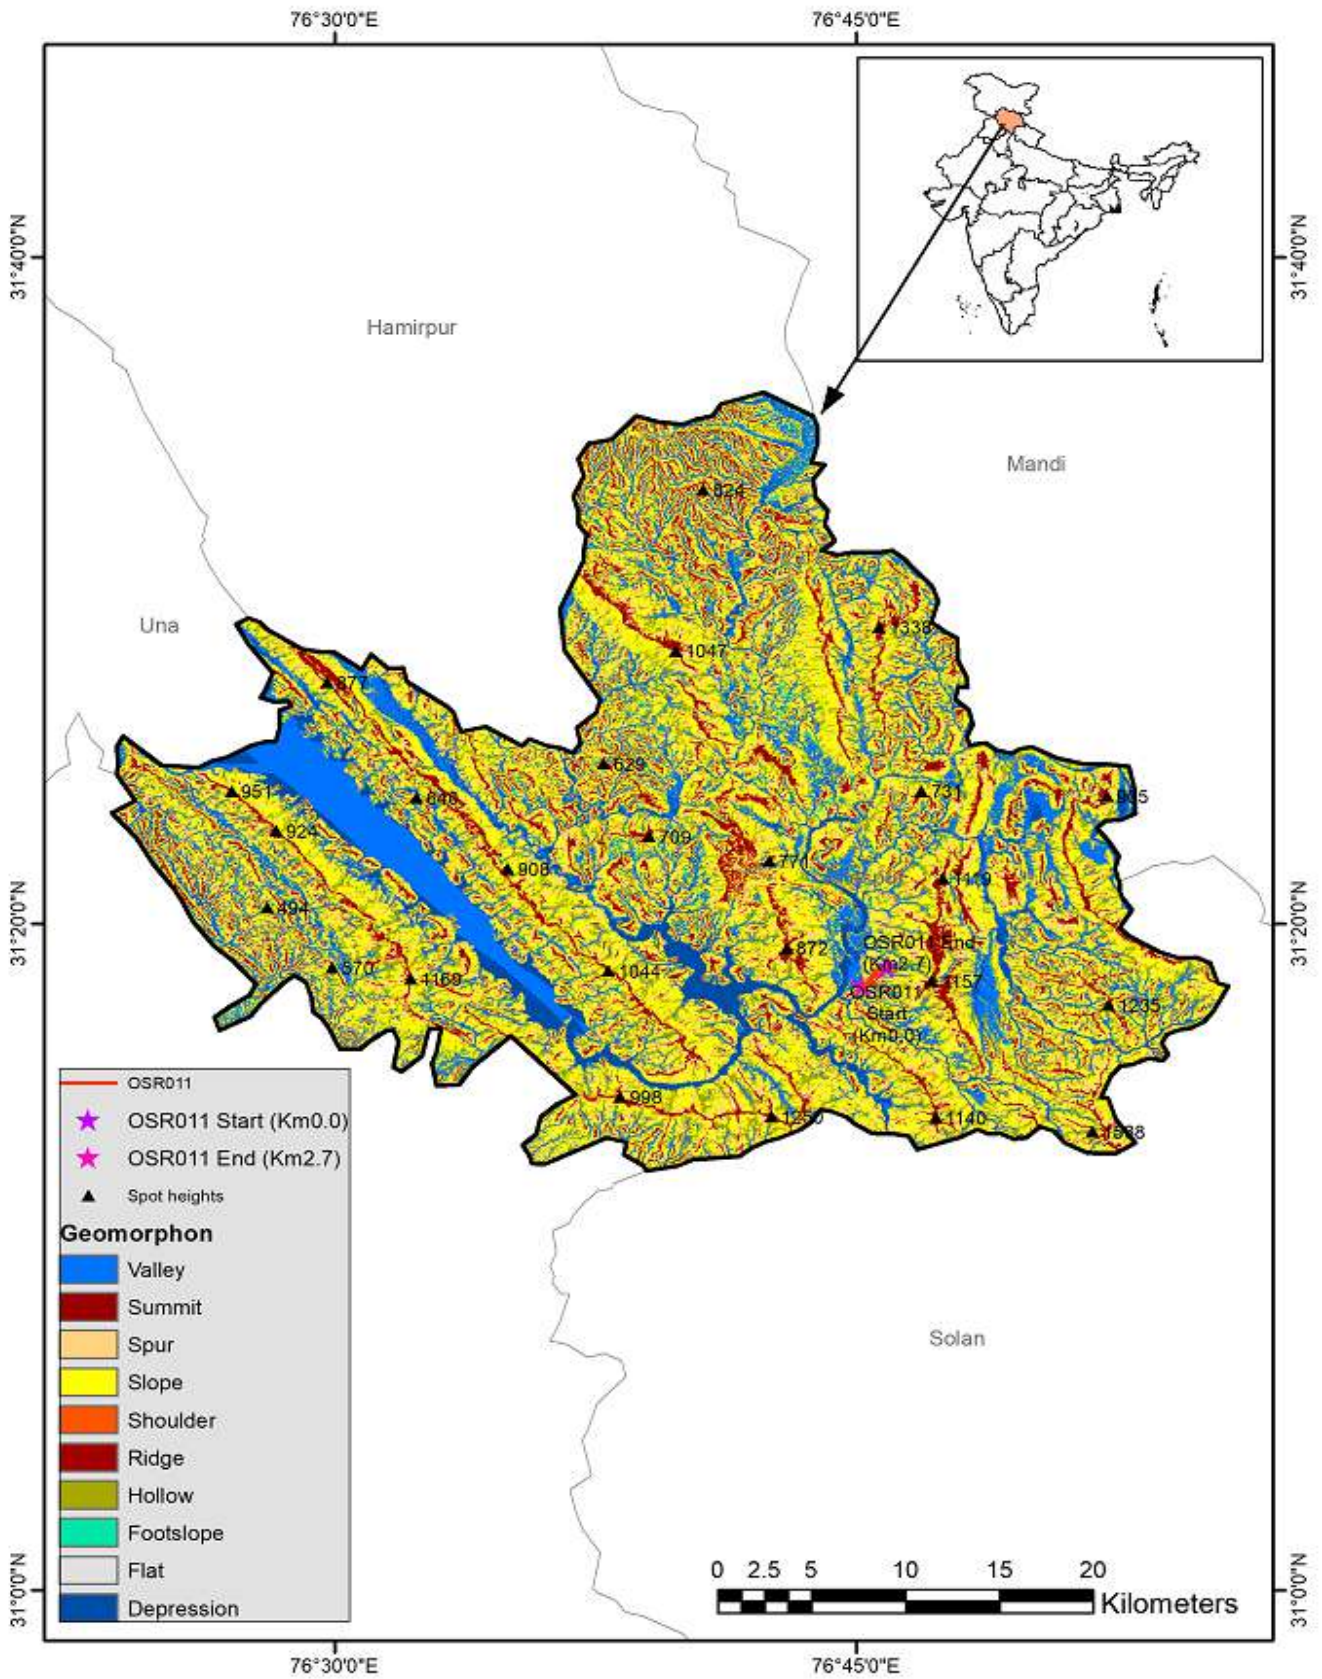 76°30'0"E
76°45'0"E
31°40'0"N
31°40'0"N
Hamirpur
Mandi
824
1338
Una
1047
877
629
951
846
731
924
709
771
908
1119
31°20'0"N
31°20'0"N
494
872
OSR011 End
(Km2.7)
570
1169
1044
1157
OSR011
Start
(Km0.0)
1235
998
1250
1140
OSR011
OSR011 Start (Km0.0)
OSR011 End (Km2.7)
Spot heights
Geomorphon
Valley
Summit
Spur
Slope
Shoulder
Ridge
Hollow
Footslope
Flat
Depression
Solan
0 2.5 5 10 15 20
Kilometers
31°0'0"N
31°0'0"N
76°30'0"E
76°45'0"E